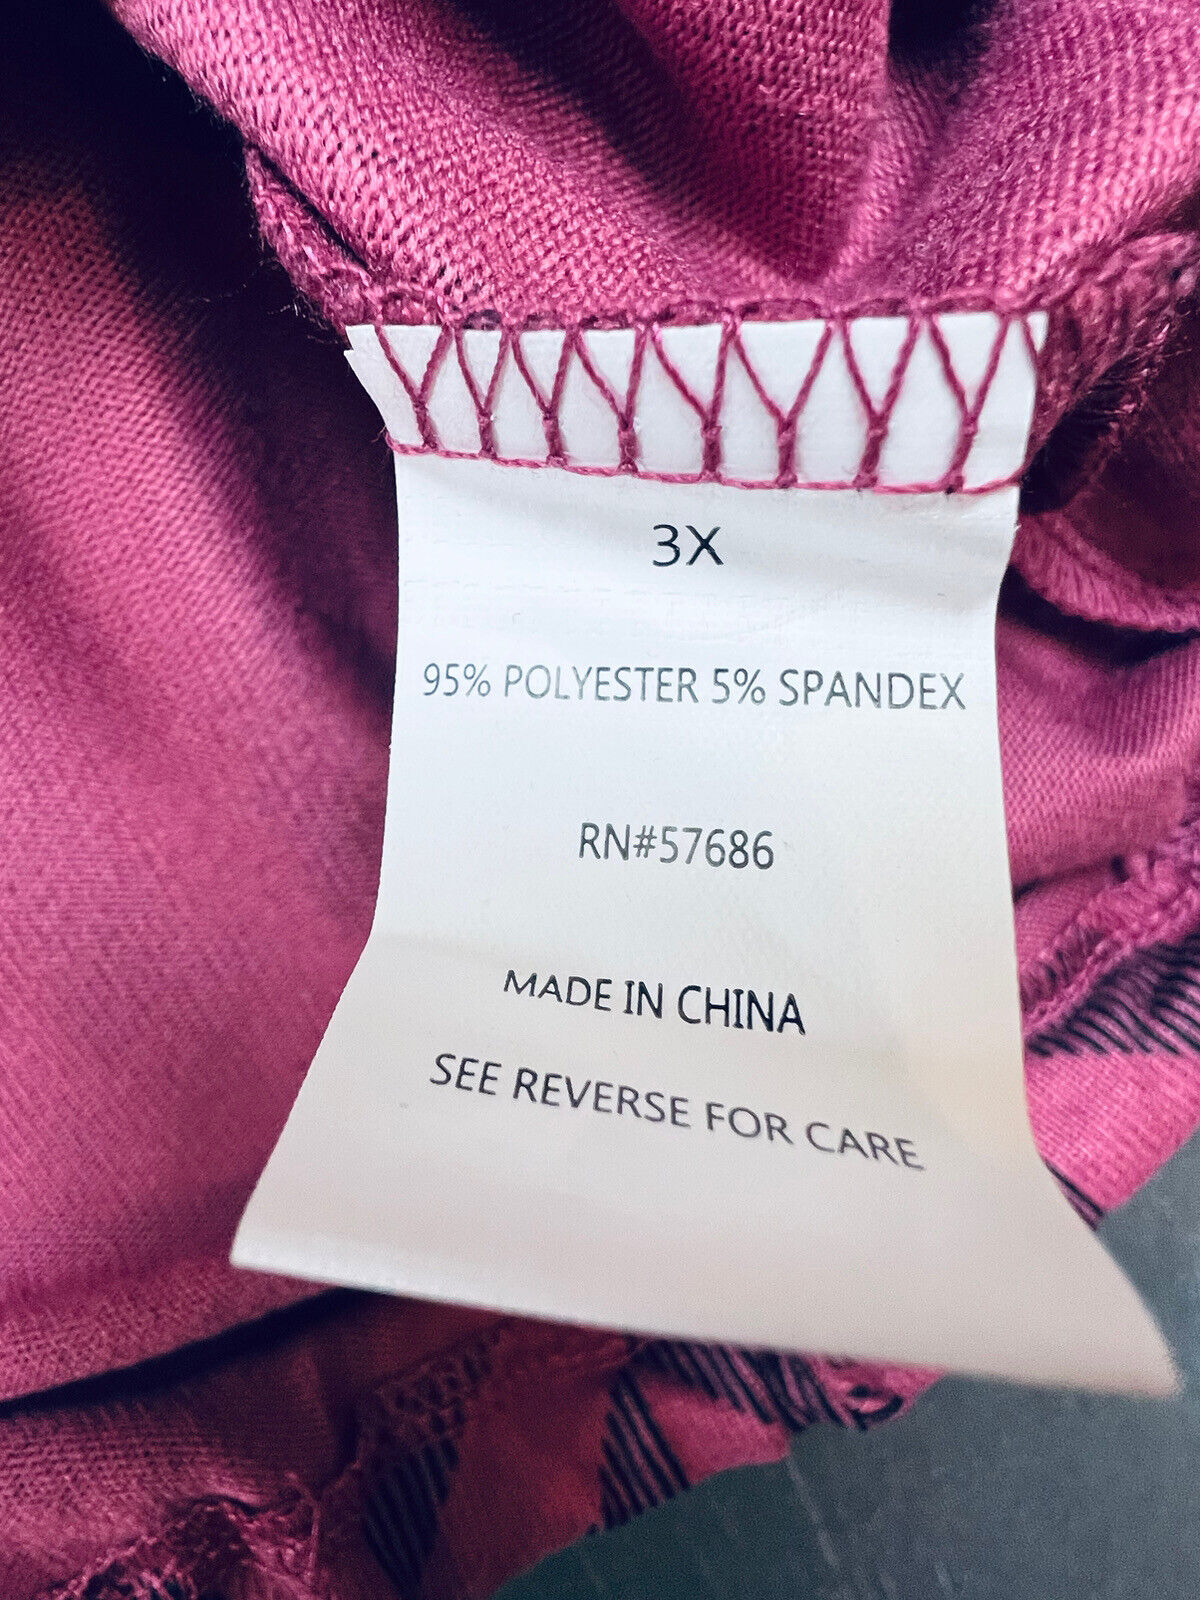 3X
95% POLYESTER 5% SPANDEX
RN#57686
MADE IN CHINA
SEE REVERSE FOR CARE